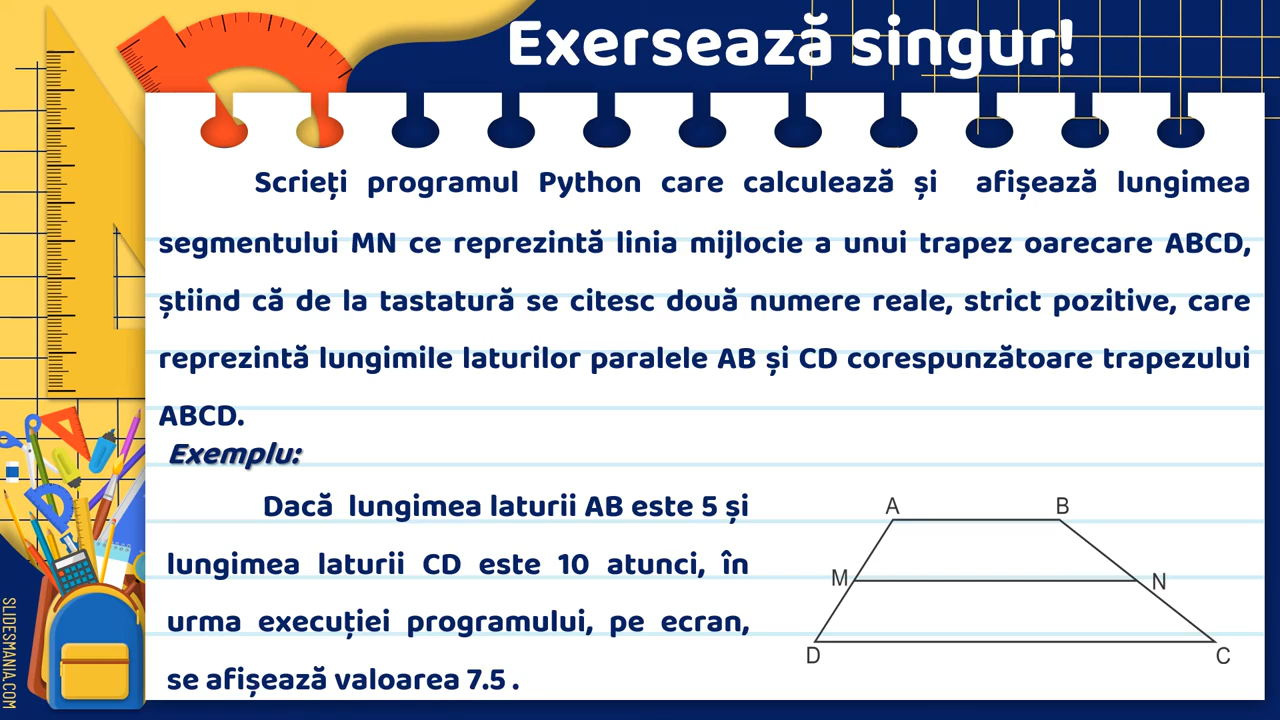 Exersează singur!
Scrieți programul Python care calculează și afișează lungimea
segmentului MN ce reprezintă linia mijlocie a unui trapez oarecare ABCD,
știind că de la tastatură se citesc două numere reale, strict pozitive, care
reprezintă lungimile laturilor paralele AB și CD corespunzătoare trapezului
ABCD.
Exemplu:
Dacă lungimea laturii AB este 5 și
lungimea laturii CD este 10 atunci, în
urma execuției programului, pe ecran,
se afișează valoarea 7.5 .
A B
M N
D C
SLIDESMANIA.COM